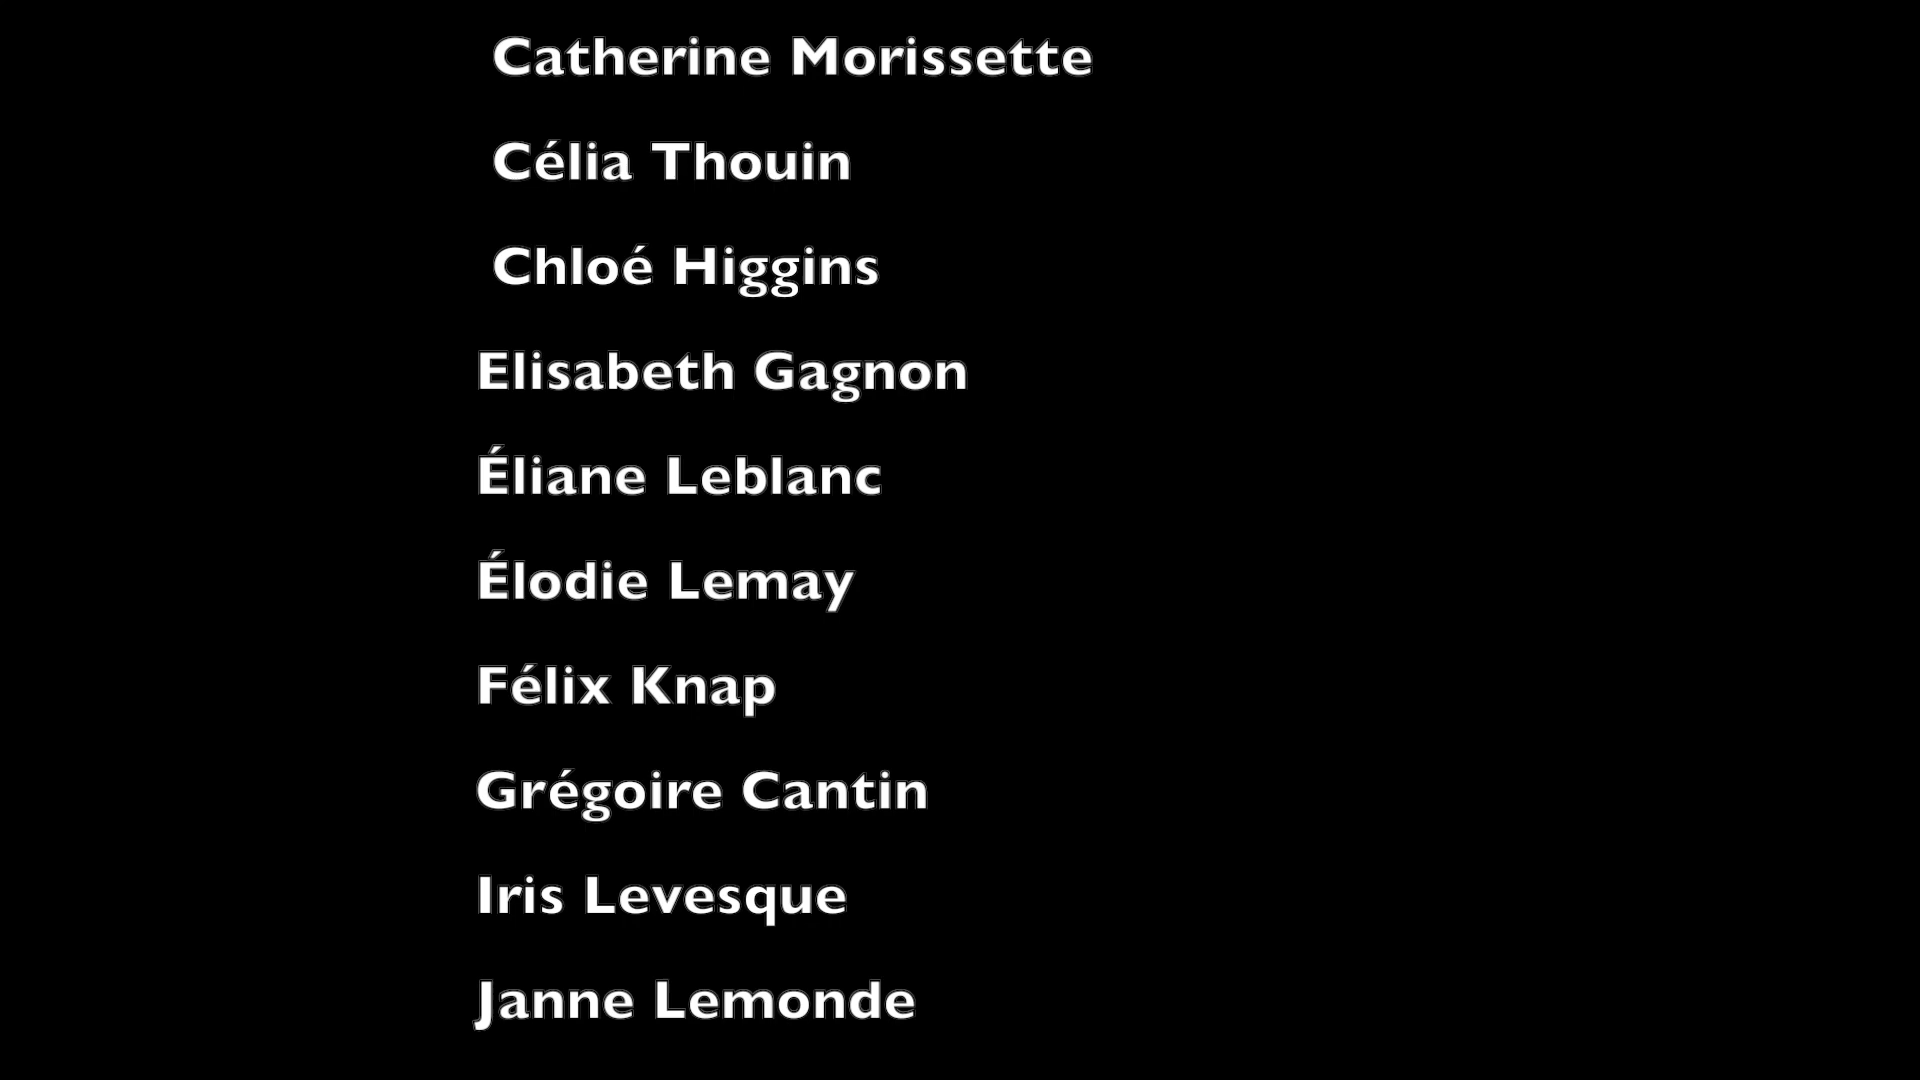 Catherine Morissette
Célia Thouin
Chloé Higgins
Elisabeth Gagnon
Éliane Leblanc
Élodie Lemay
Félix Knap
Grégoire Cantin
Iris Levesque
Janne Lemonde